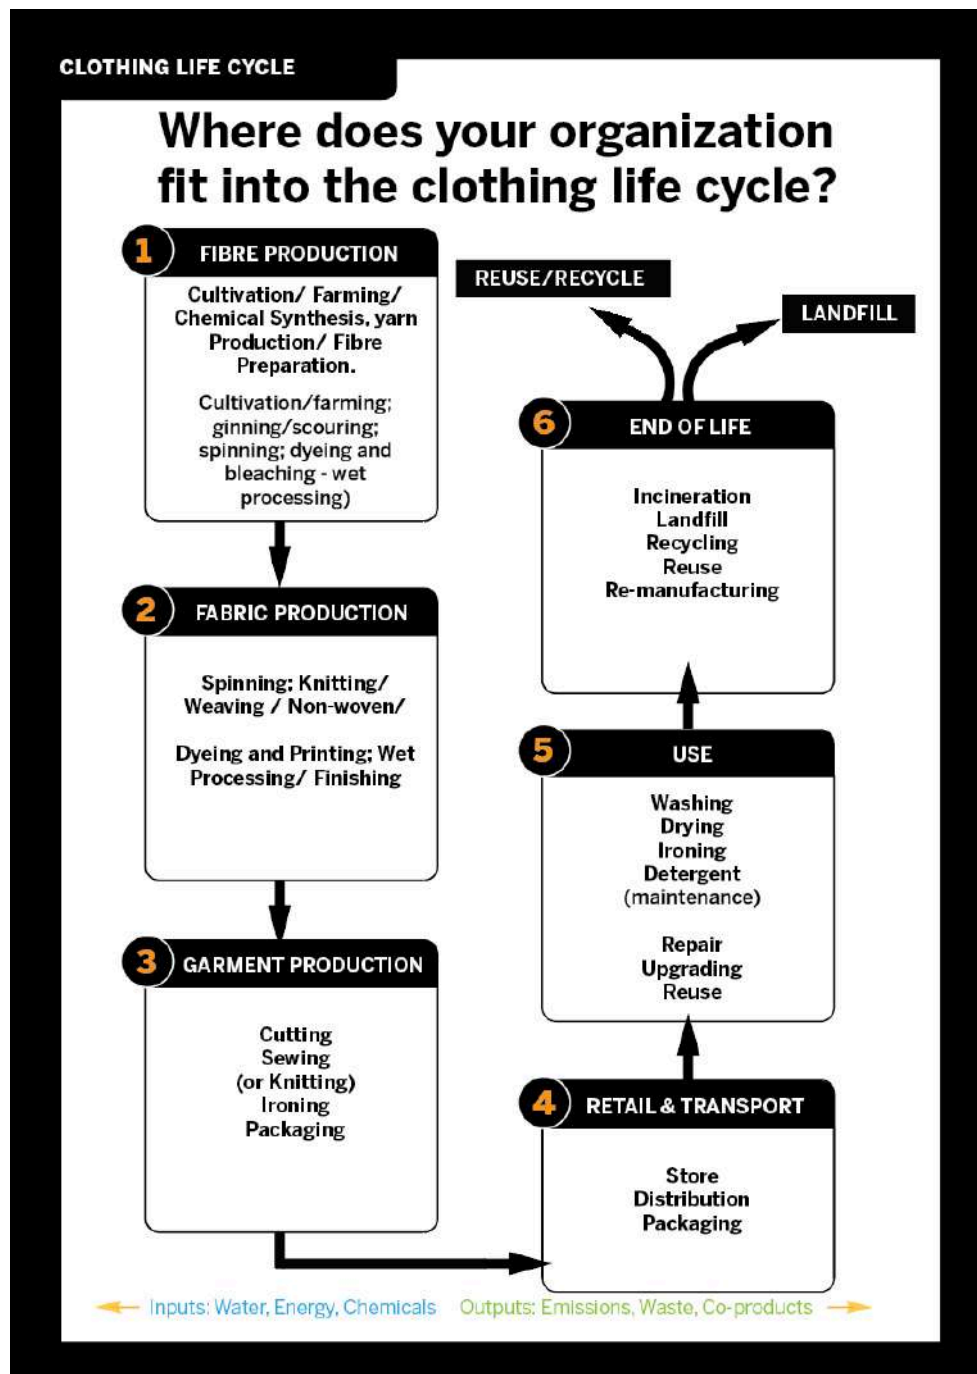 CLOTHING LIFE CYCLE
Where does your organization
fit into the clothing life cycle?
1
FIBRE PRODUCTION
Cultivation/ Farming/
Chemical Synthesis, yarn
Production/ Fibre
Preparation.
Cultivation/farming;
ginning/scouring;
spinning; dyeing and
bleaching - wet
processing)
2
FABRIC PRODUCTION
Spinning; Knitting/
Weaving / Non-woven/
Dyeing and Printing; Wet
Processing/ Finishing
3
GARMENT PRODUCTION
Cutting
Sewing
(or Knitting)
Ironing
Packaging
4
RETAIL & TRANSPORT
Store
Distribution
Packaging
5
USE
Washing
Drying
Ironing
Detergent
(maintenance)
Repair
Upgrading
Reuse
6
END OF LIFE
Incineration
Landfill
Recycling
Reuse
Re-manufacturing
REUSE/RECYCLE
LANDFILL
Inputs: Water, Energy, Chemicals
Outputs: Emissions, Waste, Co-products